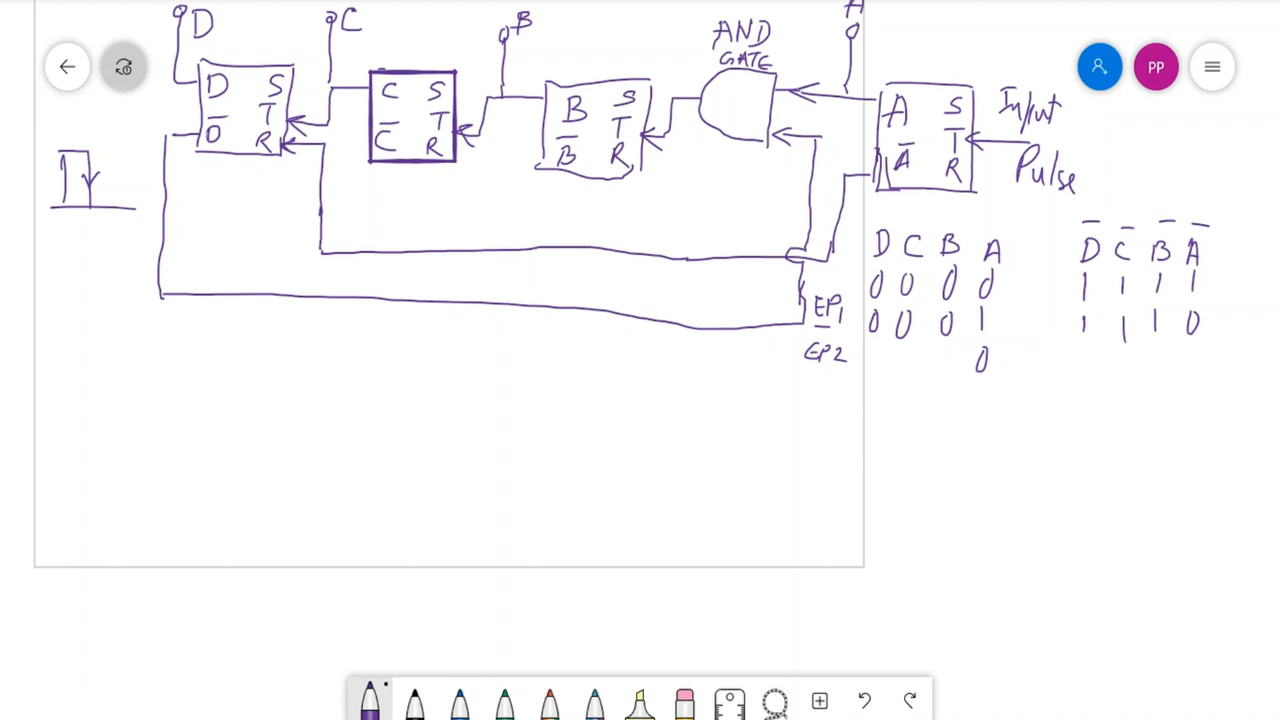 D C B A
AND
GATE
D S
T
D̅ R
C S
T
C̅ R
B S
T
B̅ R
A S
T
A̅ R
Input
Pulse
PP
D C B A
D̅ C̅ B̅ A̅
0 0 0 0
1 1 1 1
EP1 0 0 0 1
1 1 1 0
EP2 0